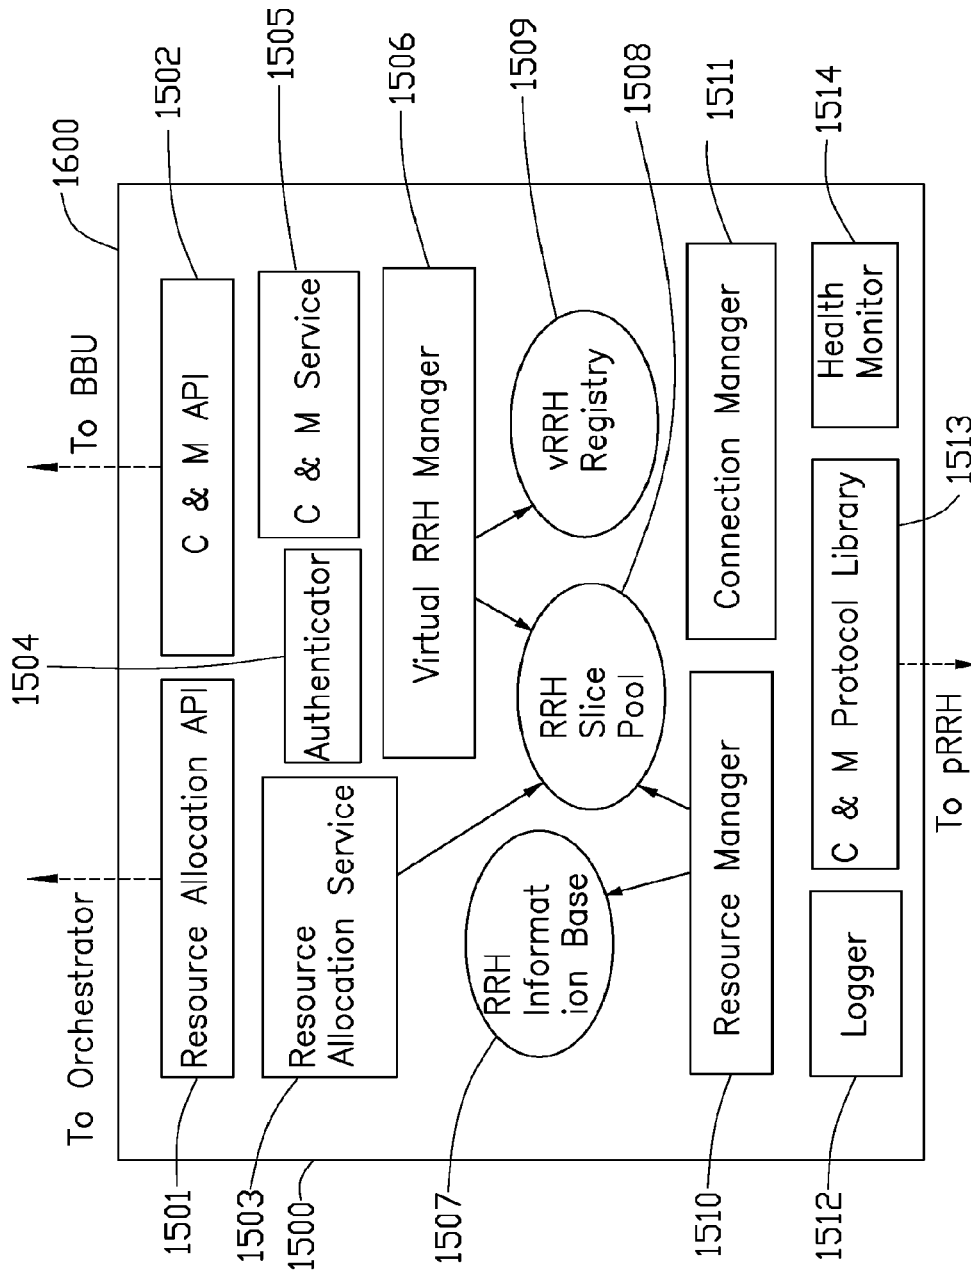 To Orchestrator
To BBU
1600
1504
1501
Resource Allocation API
C & M API
1502
1503
Resource
Allocation Service
Authenticator
C & M Service
1505
1500
Virtual RRH Manager
1506
1507
RRH
Informat
ion Base
RRH
Slice
Pool
vRRH
Registry
1509
1508
1510
Resource Manager
Connection Manager
1511
1512
Logger
C & M Protocol Library
Health
Monitor
1514
1513
To pRRH